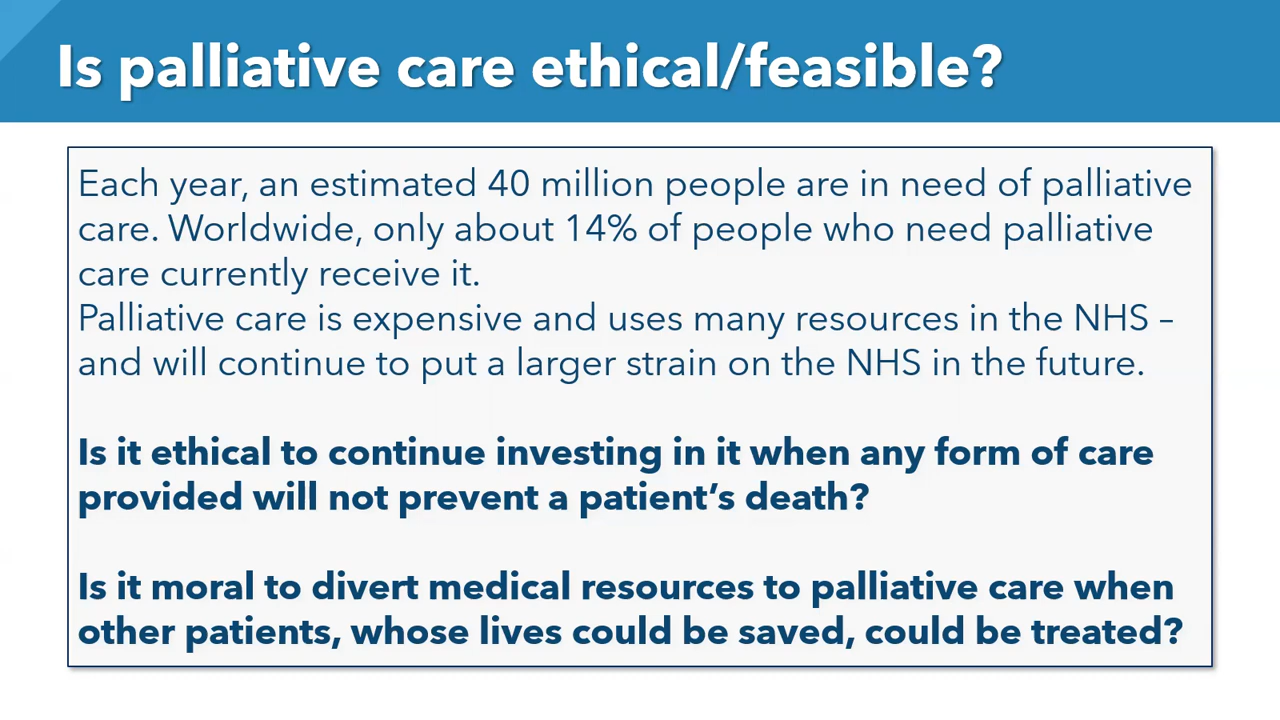 Is palliative care ethical/feasible?
Each year, an estimated 40 million people are in need of palliative
care. Worldwide, only about 14% of people who need palliative
care currently receive it.
Palliative care is expensive and uses many resources in the NHS –
and will continue to put a larger strain on the NHS in the future.
Is it ethical to continue investing in it when any form of care
provided will not prevent a patient’s death?
Is it moral to divert medical resources to palliative care when
other patients, whose lives could be saved, could be treated?